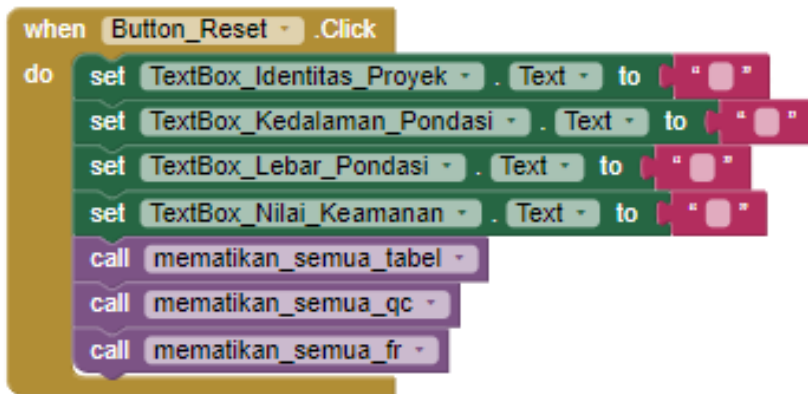 when Button_Reset .Click
do set TextBox_Identitas_Proyek . Text to " "
set TextBox_Kedalaman_Pondasi . Text to " "
set TextBox_Lebar_Pondasi . Text to " "
set TextBox_Nilai_Keamanan . Text to " "
call mematikan_semua_tabel
call mematikan_semua_qc
call mematikan_semua_fr